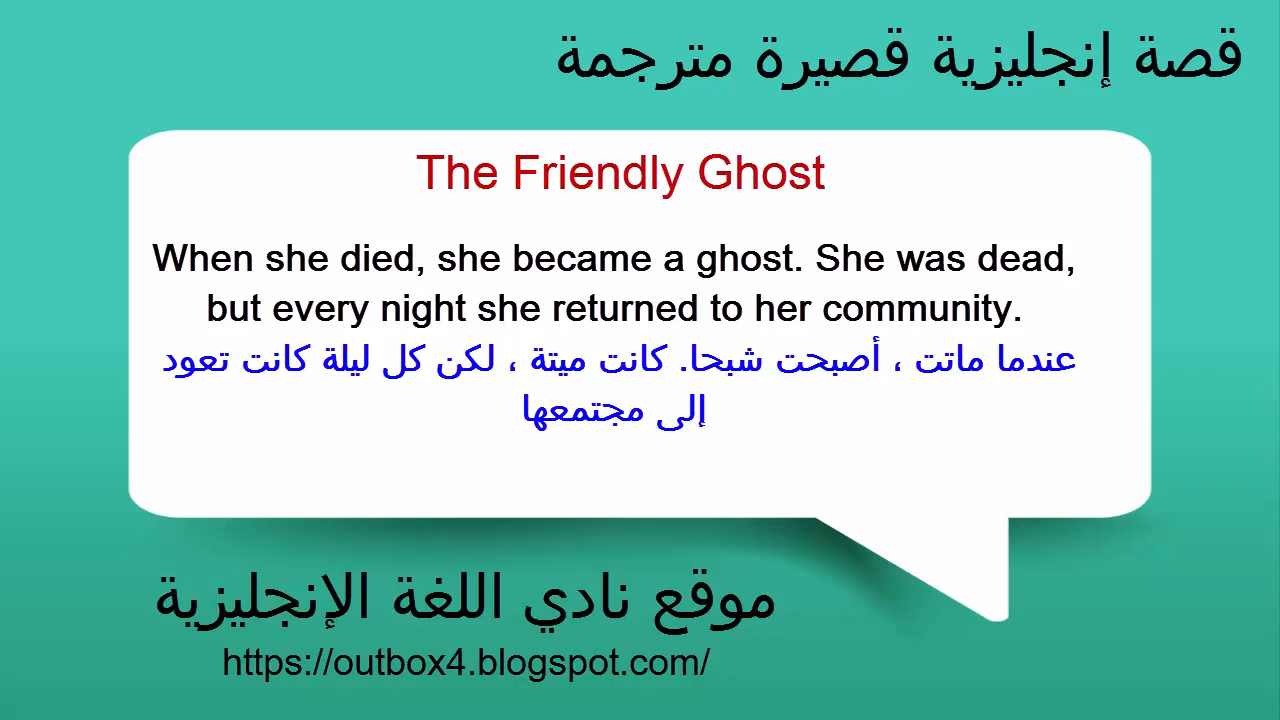 قصة إنجليزية قصيرة مترجمة
The Friendly Ghost
When she died, she became a ghost. She was dead,
but every night she returned to her community.
عندما ماتت ، أصبحت شبحا. كانت ميتة ، لكن كل ليلة كانت تعود
إلى مجتمعها
موقع نادي اللغة الإنجليزية
https://outbox4.blogspot.com/